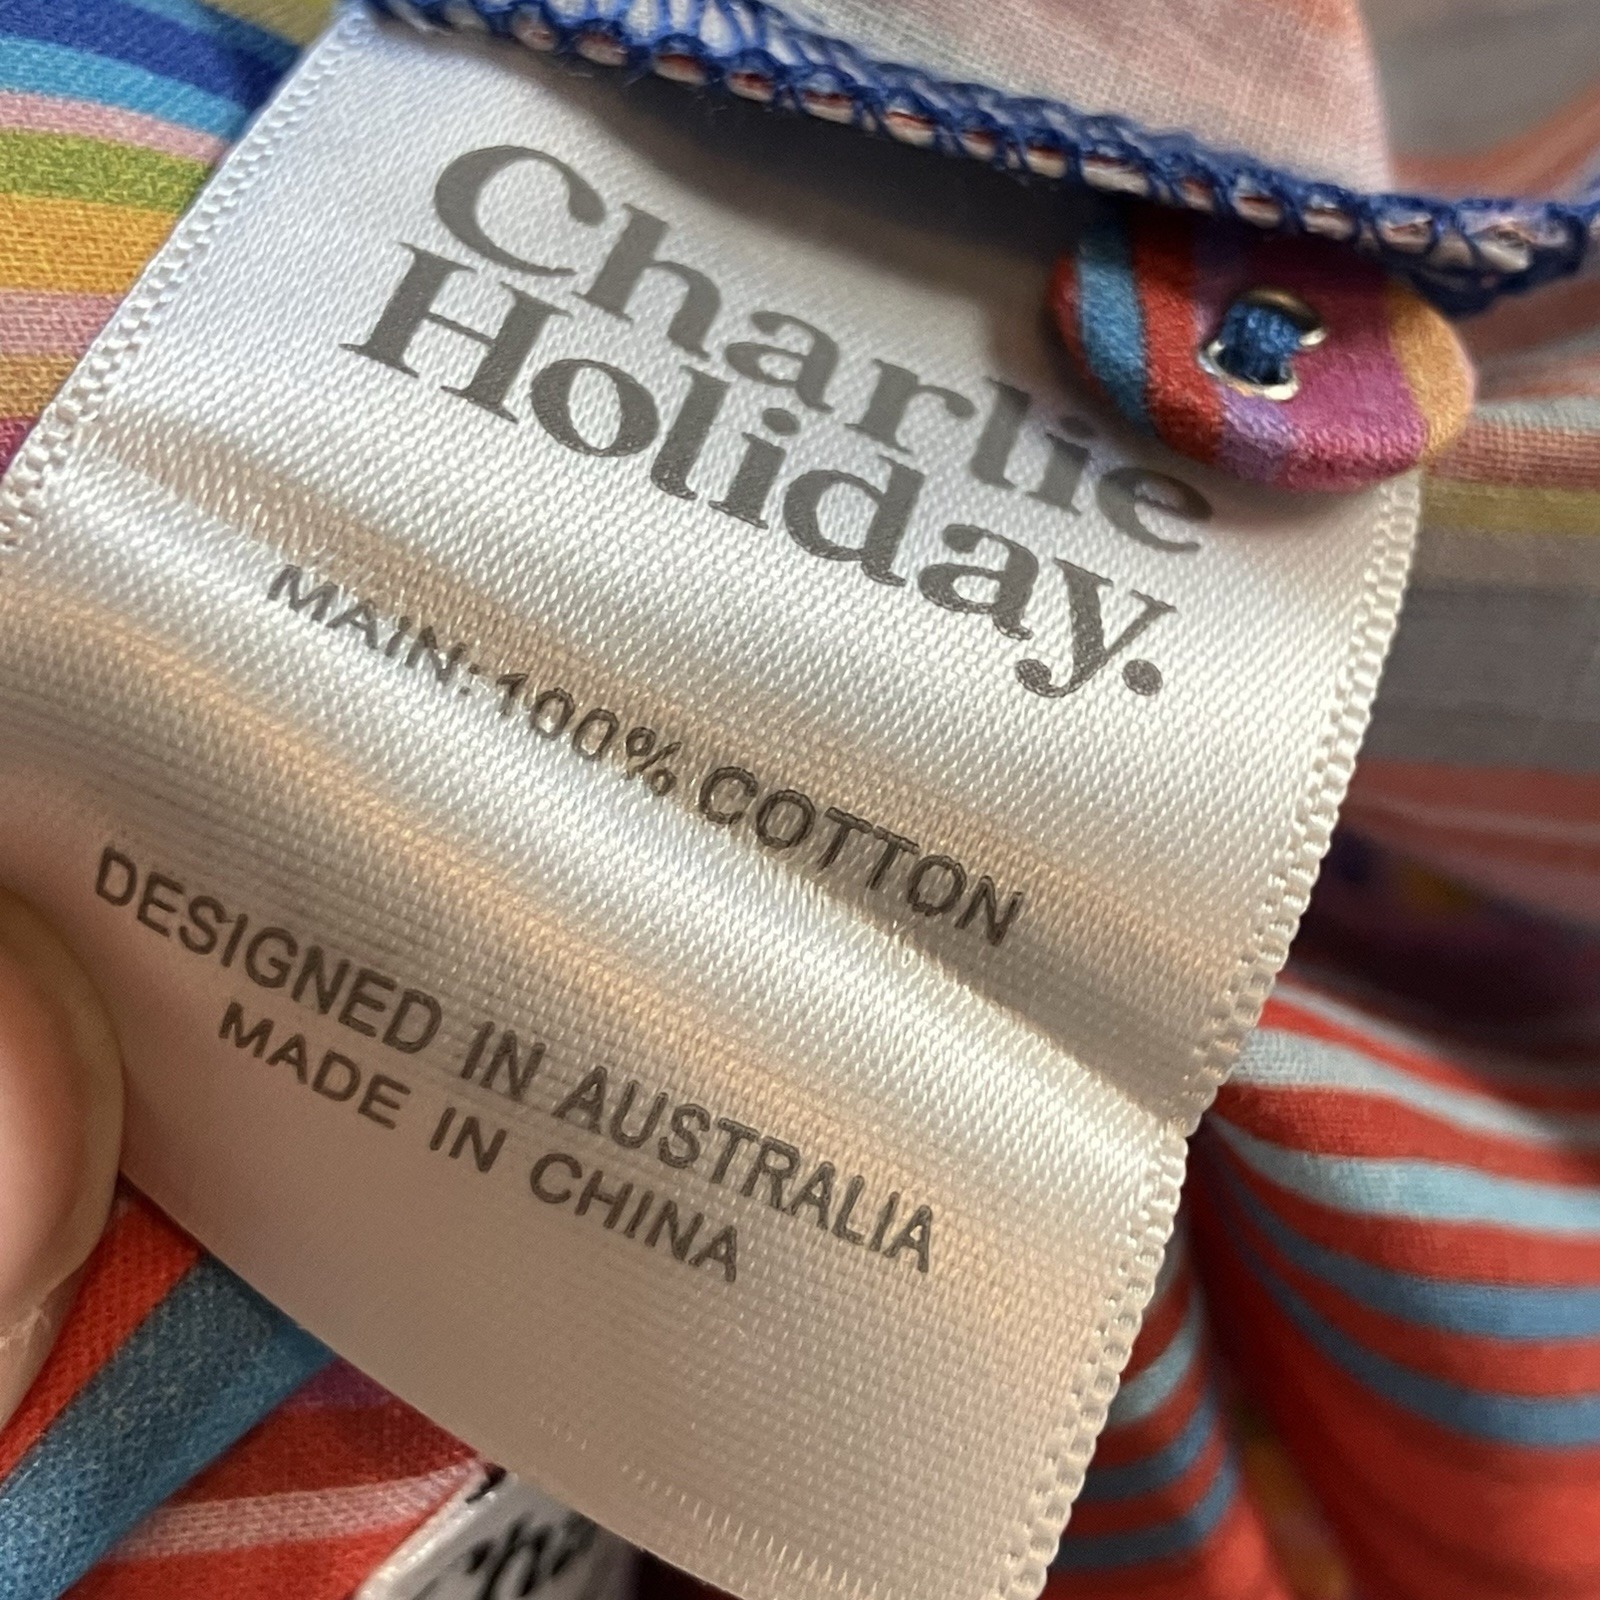 Charlie
Holiday.
MAIN: 100% COTTON
DESIGNED IN AUSTRALIA
MADE IN CHINA